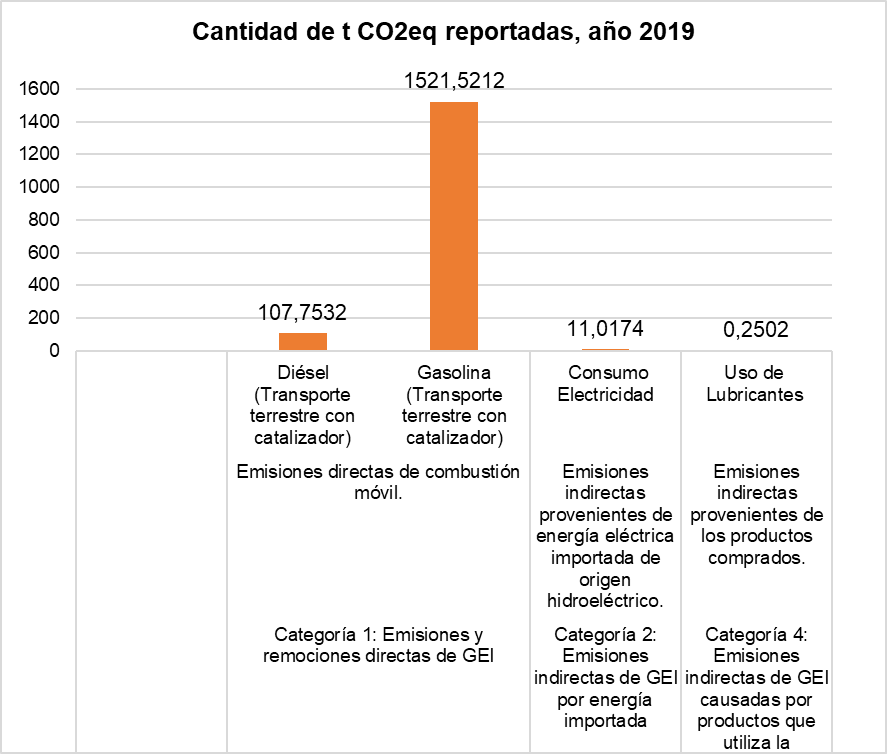 Cantidad de t CO2eq reportadas, año 2019
1521,5212
1600
1400
1200
1000
800
600
400
200
0
107,7532
11,0174
0,2502
Diésel
(Transporte
terrestre con
catalizador)
Gasolina
(Transporte
terrestre con
catalizador)
Consumo
Electricidad
Uso de
Lubricantes
Emisiones directas de combustión
móvil.
Emisiones
indirectas
provenientes de
energía eléctrica
importada de
origen
hidroeléctrico.
Emisiones
indirectas
provenientes de
los productos
comprados.
Categoría 1: Emisiones y
remociones directas de GEI
Categoría 2:
Emisiones
indirectas de GEI
por energía
importada
Categoría 4:
Emisiones
indirectas de GEI
causadas por
productos que
utiliza la